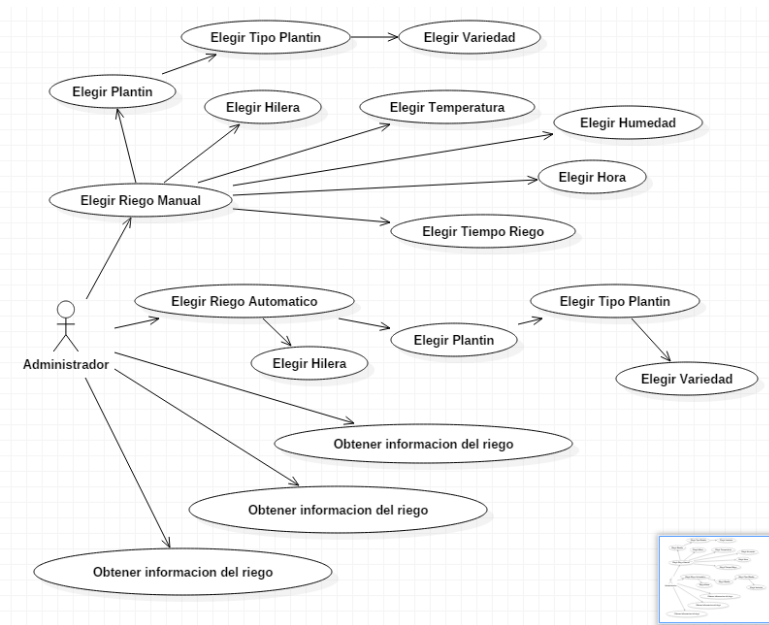 Elegir Tipo Plantin
Elegir Variedad
Elegir Plantin
Elegir Hilera
Elegir Temperatura
Elegir Humedad
Elegir Hora
Elegir Riego Manual
Elegir Tiempo Riego
Elegir Riego Automatico
Elegir Tipo Plantin
Elegir Plantin
Elegir Hilera
Administrador
Elegir Variedad
Obtener informacion del riego
Obtener informacion del riego
Obtener informacion del riego